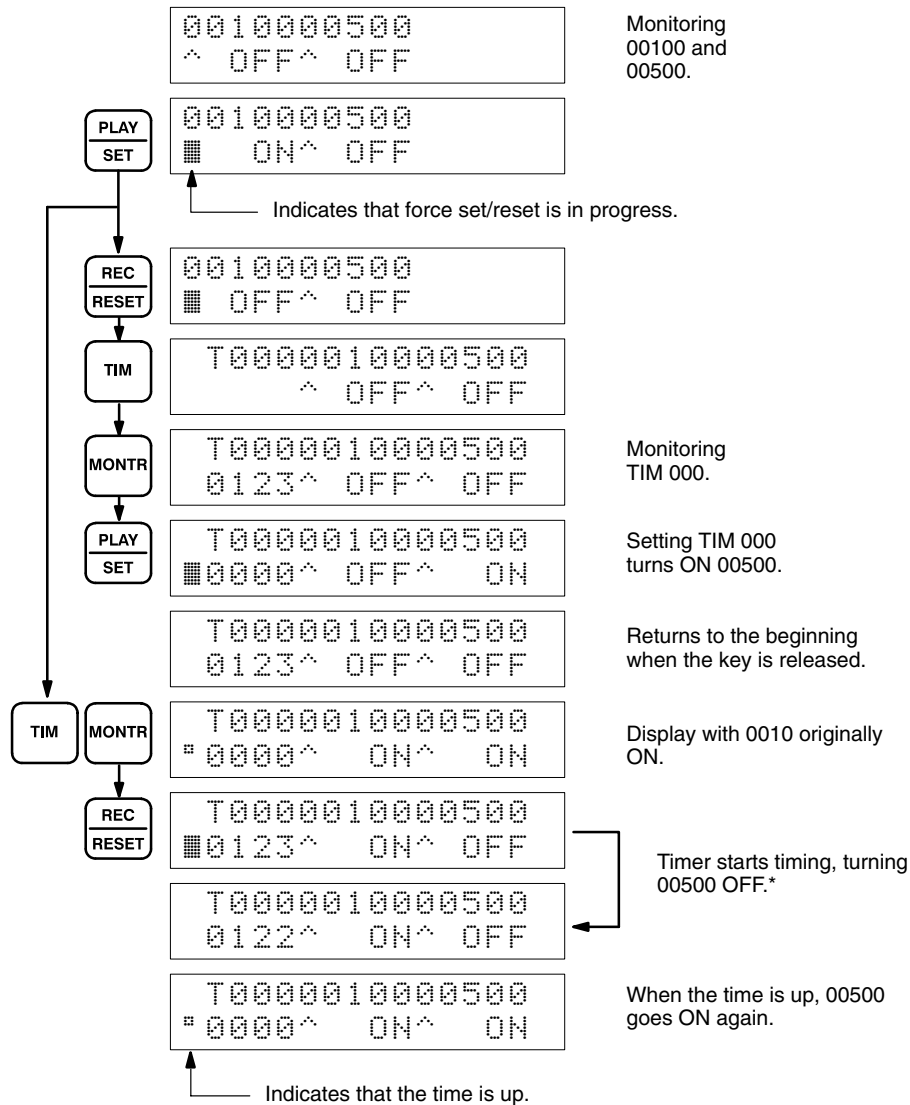 0010000500
^ OFF^ OFF
Monitoring
00100 and
00500.
PLAY
SET
0010000500
ON^ OFF
Indicates that force set/reset is in progress.
REC
RESET
0010000500
OFF^ OFF
TIM
T0000010000500
^ OFF^ OFF
MONTR
T0000010000500
0123^ OFF^ OFF
Monitoring
TIM 000.
PLAY
SET
T0000010000500
0000^ OFF^ ON
Setting TIM 000
turns ON 00500.
T0000010000500
0123^ OFF^ OFF
Returns to the beginning
when the key is released.
TIM
MONTR
T0000010000500
0000^ ON^ ON
Display with 0010 originally
ON.
REC
RESET
T0000010000500
0123^ ON^ OFF
Timer starts timing, turning
00500 OFF.*
T0000010000500
0122^ ON^ OFF
T0000010000500
0000^ ON^ ON
When the time is up, 00500
goes ON again.
Indicates that the time is up.